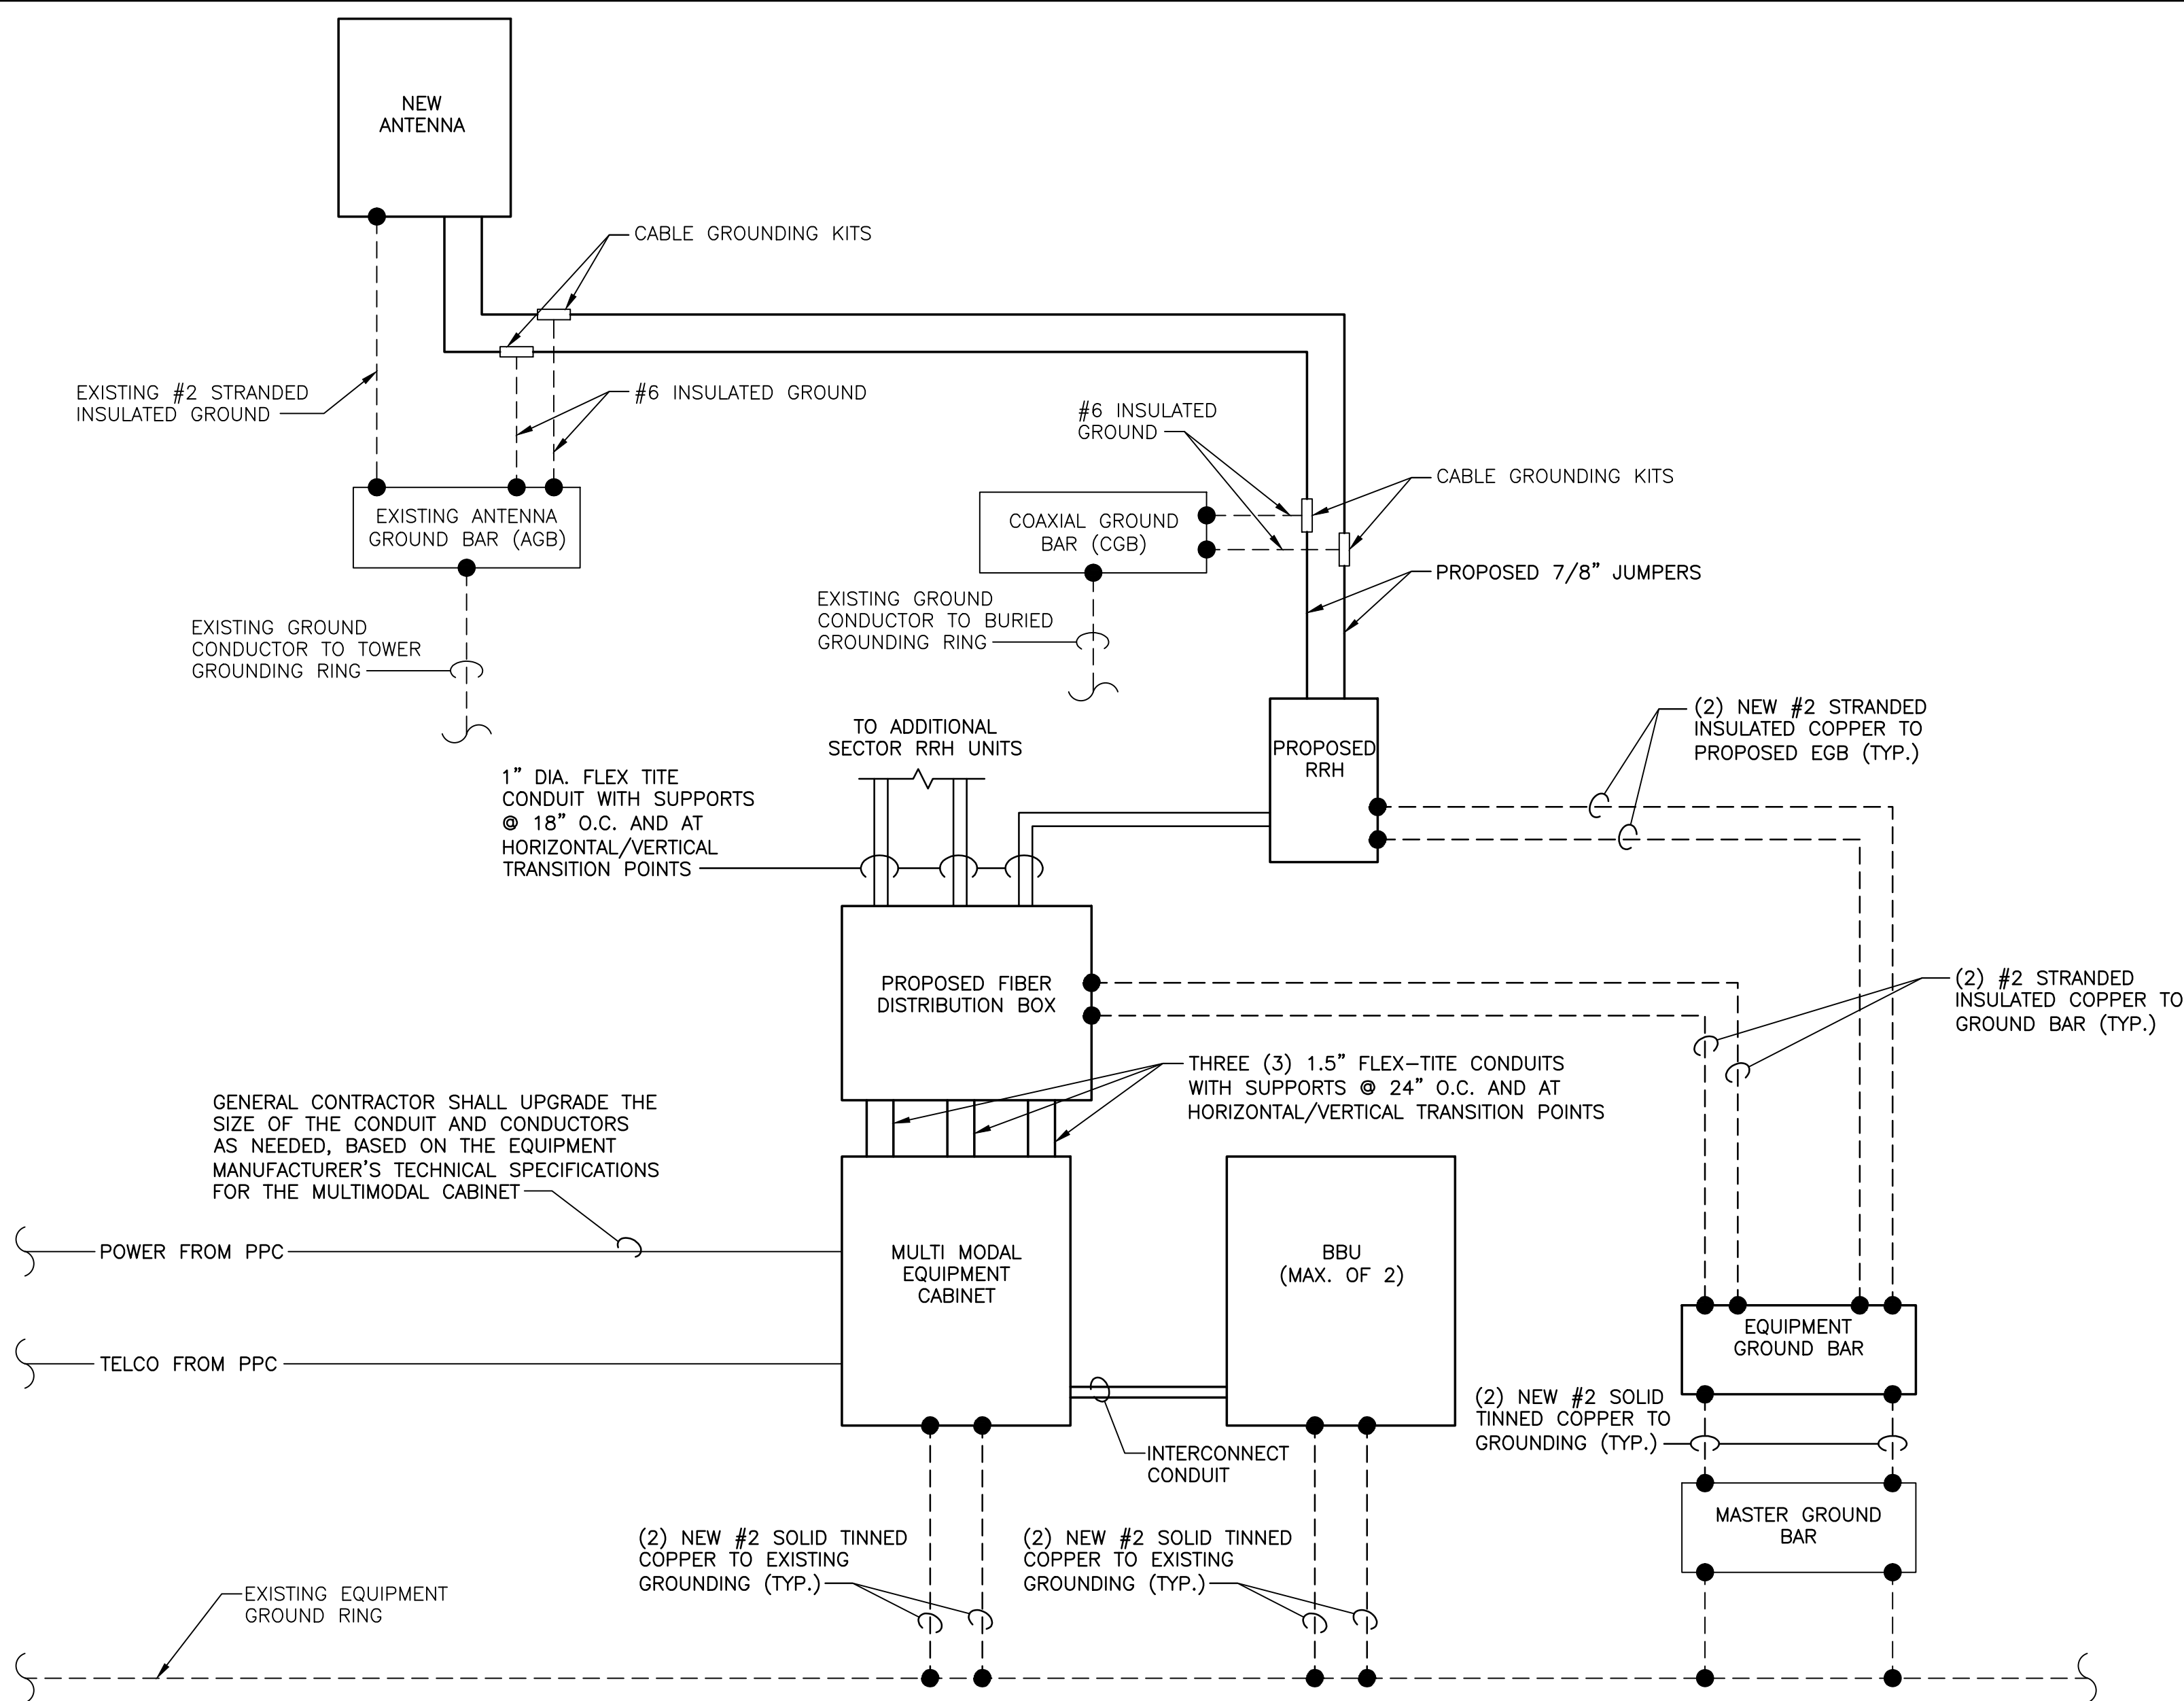 NEW
ANTENNA
CABLE GROUNDING KITS
EXISTING #2 STRANDED
INSULATED GROUND
#6 INSULATED GROUND
#6 INSULATED
GROUND
CABLE GROUNDING KITS
EXISTING ANTENNA
GROUND BAR (AGB)
COAXIAL GROUND
BAR (CGB)
PROPOSED 7/8" JUMPERS
EXISTING GROUND
CONDUCTOR TO TOWER
GROUNDING RING
EXISTING GROUND
CONDUCTOR TO BURIED
GROUNDING RING
TO ADDITIONAL
SECTOR RRH UNITS
PROPOSED
RRH
(2) NEW #2 STRANDED
INSULATED COPPER TO
PROPOSED EGB (TYP.)
1" DIA. FLEX TITE
CONDUIT WITH SUPPORTS
@ 18" O.C. AND AT
HORIZONTAL/VERTICAL
TRANSITION POINTS
PROPOSED FIBER
DISTRIBUTION BOX
(2) #2 STRANDED
INSULATED COPPER TO
GROUND BAR (TYP.)
THREE (3) 1.5" FLEX-TITE CONDUITS
WITH SUPPORTS @ 24" O.C. AND AT
HORIZONTAL/VERTICAL TRANSITION POINTS
GENERAL CONTRACTOR SHALL UPGRADE THE
SIZE OF THE CONDUIT AND CONDUCTORS
AS NEEDED, BASED ON THE EQUIPMENT
MANUFACTURER'S TECHNICAL SPECIFICATIONS
FOR THE MULTIMODAL CABINET
POWER FROM PPC
MULTI MODAL
EQUIPMENT
CABINET
BBU
(MAX. OF 2)
TELCO FROM PPC
EQUIPMENT
GROUND BAR
(2) NEW #2 SOLID
TINNED COPPER TO
GROUNDING (TYP.)
INTERCONNECT
CONDUIT
MASTER GROUND
BAR
(2) NEW #2 SOLID TINNED
COPPER TO EXISTING
GROUNDING (TYP.)
(2) NEW #2 SOLID TINNED
COPPER TO EXISTING
GROUNDING (TYP.)
EXISTING EQUIPMENT
GROUND RING